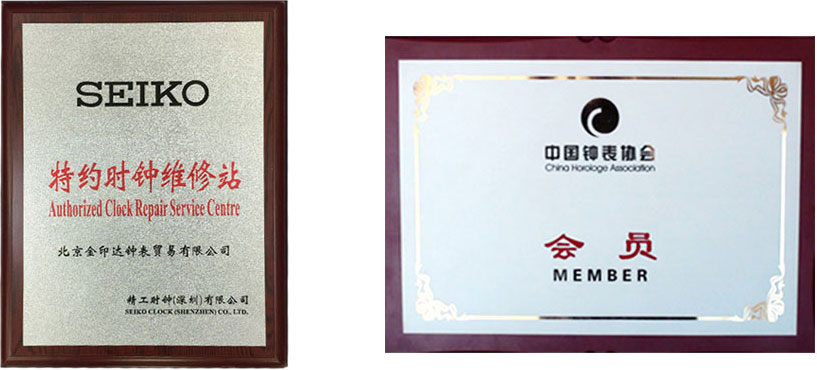 SEIKO
特约时钟维修站
Authorized Clock Repair Service Centre
北京金印达钟表貿易有限公司
精工时钟(深圳)有限公司
SEIKO CLOCK (SHENZHEN) CO., LTD.
中国钟表协会
China Horologe Association
会员
MEMBER